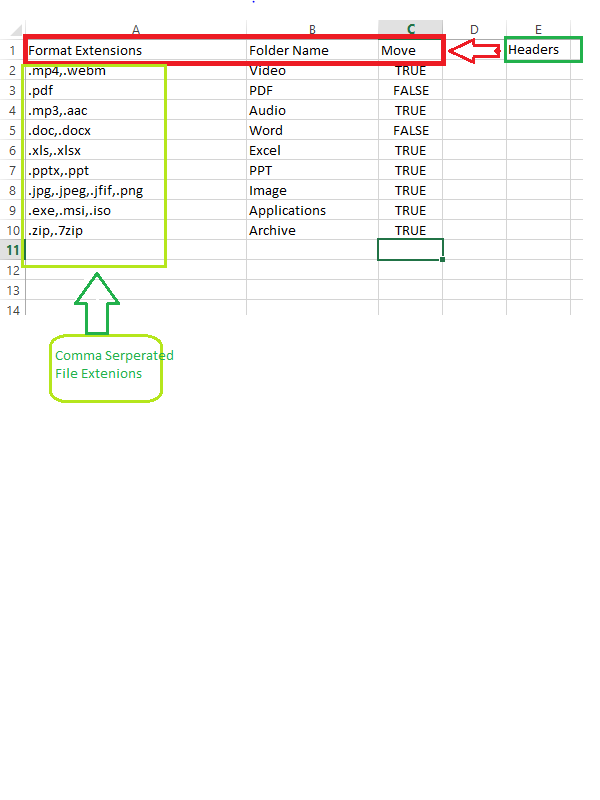 A B C D E
1 Format Extensions Folder Name Move Headers
2 .mp4,.webm Video TRUE
3 .pdf PDF FALSE
4 .mp3,.aac Audio TRUE
5 .doc,.docx Word FALSE
6 .xls,.xlsx Excel TRUE
7 .pptx,.ppt PPT TRUE
8 .jpg,.jpeg,.jfif,.png Image TRUE
9 .exe,.msi,.iso Applications TRUE
10 .zip,.7zip Archive TRUE
11
12
13
14
Comma Serperated
File Extenions